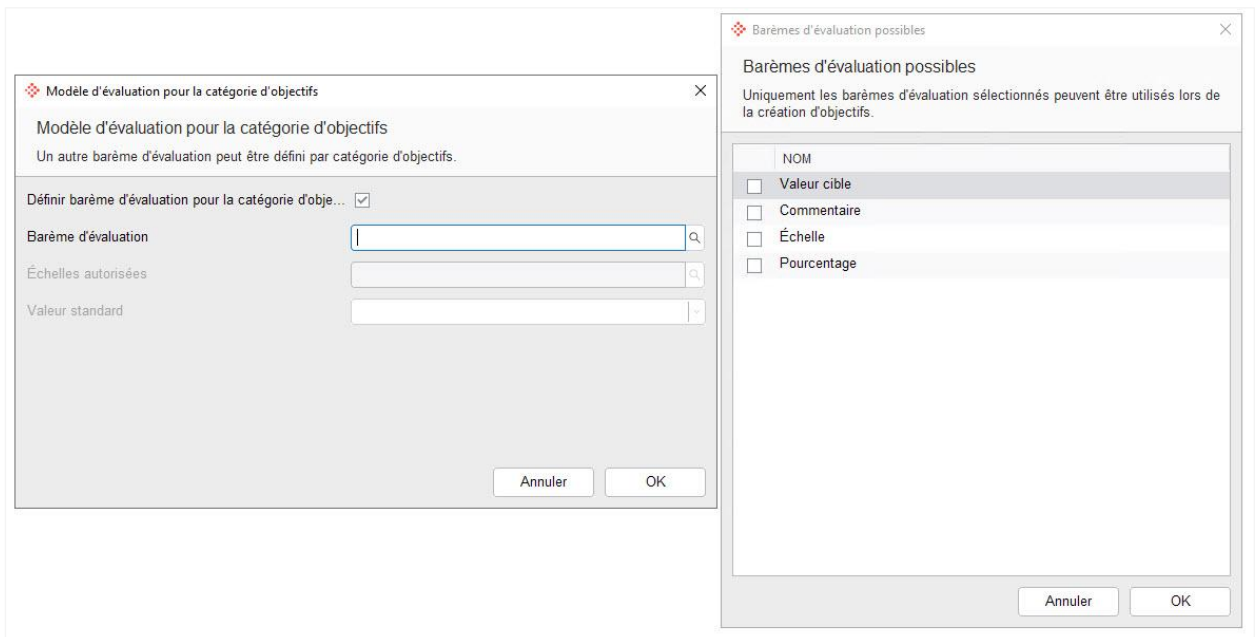 Modèle d'évaluation pour la catégorie d'objectifs
Modèle d'évaluation pour la catégorie d'objectifs
Un autre barème d'évaluation peut être défini par catégorie d'objectifs.
Définir barème d'évaluation pour la catégorie d'obje...
Barème d'évaluation
Échelles autorisées
Valeur standard
Annuler
OK
Barèmes d'évaluation possibles
Barèmes d'évaluation possibles
Uniquement les barèmes d'évaluation sélectionnés peuvent être utilisés lors de
la création d'objectifs.
NOM
Valeur cible
Commentaire
Échelle
Pourcentage
Annuler
OK